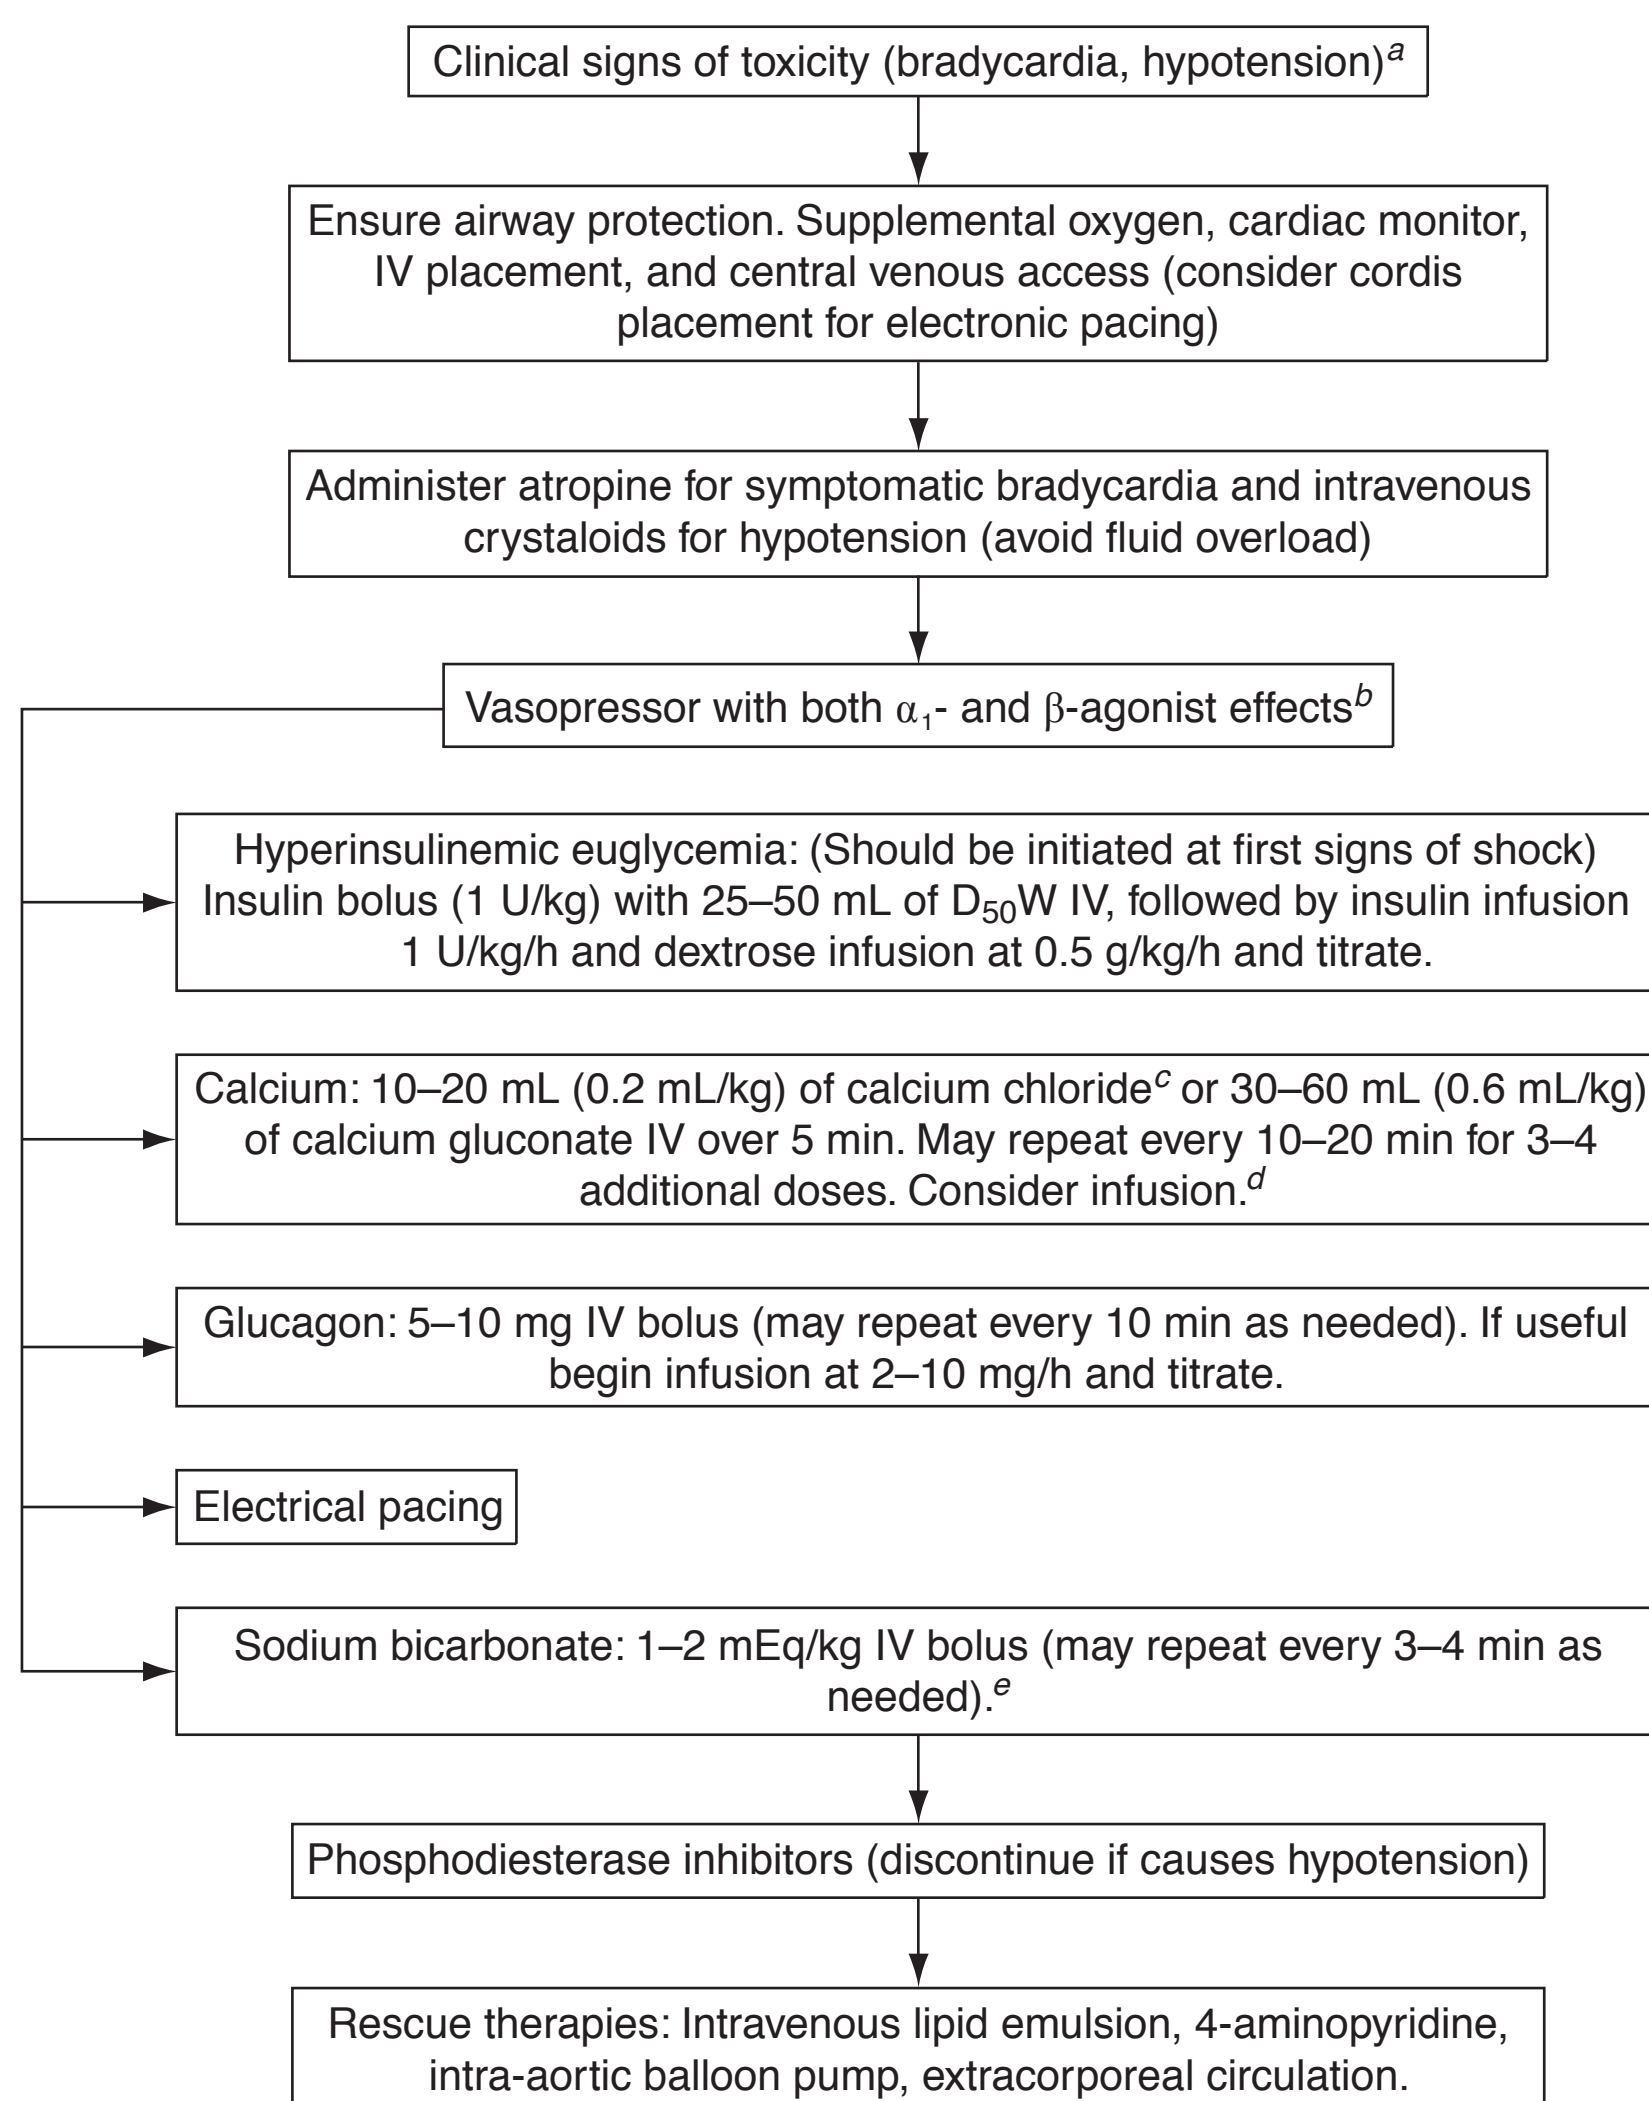 Clinical signs of toxicity (bradycardia, hypotension)a
Ensure airway protection. Supplemental oxygen, cardiac monitor,
IV placement, and central venous access (consider cordis
placement for electronic pacing)
Administer atropine for symptomatic bradycardia and intravenous
crystaloids for hypotension (avoid fluid overload)
Vasopressor with both α1- and β-agonist effectsb
Hyperinsulinemic euglycemia: (Should be initiated at first signs of shock)
Insulin bolus (1 U/kg) with 25–50 mL of D50W IV, followed by insulin infusion
1 U/kg/h and dextrose infusion at 0.5 g/kg/h and titrate.
Calcium: 10–20 mL (0.2 mL/kg) of calcium chloridec or 30–60 mL (0.6 mL/kg)
of calcium gluconate IV over 5 min. May repeat every 10–20 min for 3–4
additional doses. Consider infusion.d
Glucagon: 5–10 mg IV bolus (may repeat every 10 min as needed). If useful
begin infusion at 2–10 mg/h and titrate.
Electrical pacing
Sodium bicarbonate: 1–2 mEq/kg IV bolus (may repeat every 3–4 min as
needed).e
Phosphodiesterase inhibitors (discontinue if causes hypotension)
Rescue therapies: Intravenous lipid emulsion, 4-aminopyridine,
intra-aortic balloon pump, extracorporeal circulation.